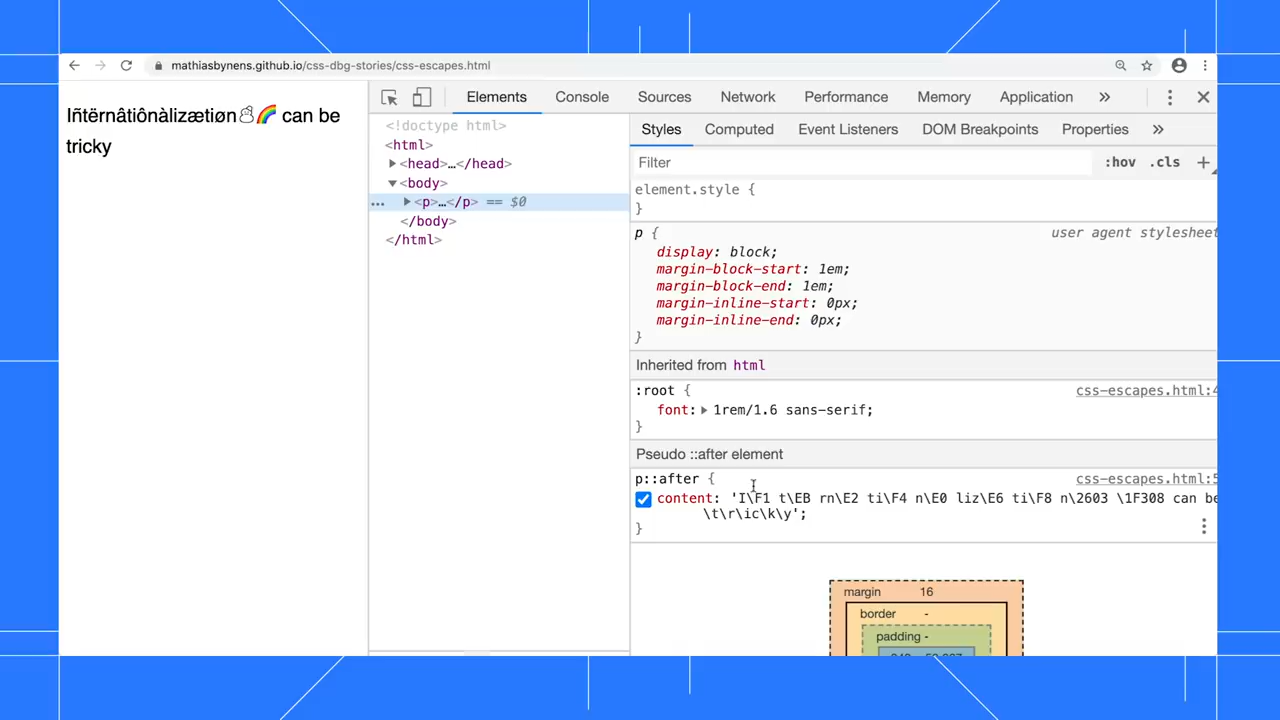 mathiasbynens.github.io/css-dbg-stories/css-escapes.html
Iñtërnâtiônàlizætiøn☃🌈 can be
tricky
Elements Console Sources Network Performance Memory Application »
<!doctype html>
<html>
<head>…</head>
<body>
… <p>…</p> == $0
</body>
</html>
Styles Computed Event Listeners DOM Breakpoints Properties »
Filter :hov .cls +
element.style {
}
p { user agent stylesheet
display: block;
margin-block-start: 1em;
margin-block-end: 1em;
margin-inline-start: 0px;
margin-inline-end: 0px;
}
Inherited from html
:root { css-escapes.html:4
font: 1rem/1.6 sans-serif;
}
Pseudo ::after element
p::after { css-escapes.html:5
content: 'I\F1 t\EB rn\E2 ti\F4 n\E0 liz\E6 ti\F8 n\2603 \1F308 can be
\t\r\ic\k\y';
}
margin 16
border -
padding -